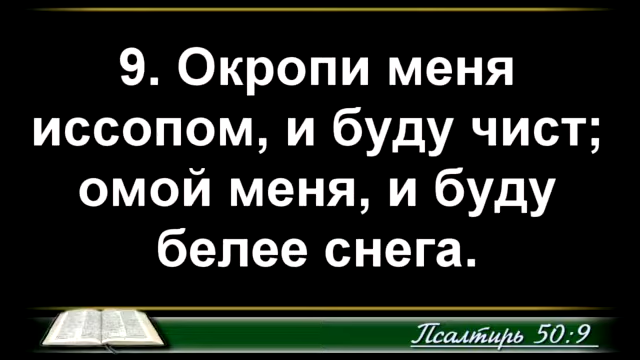 9. Окропи меня
иссопом, и буду чист;
омой меня, и буду
белее снега.
Псалтирь 50:9